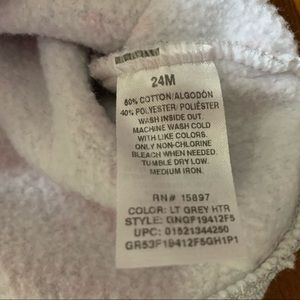 24M
60% COTTON/ALGODÓN
40% POLYESTER/POLIÉSTER
WASH INSIDE OUT.
MACHINE WASH COLD
WITH LIKE COLORS.
ONLY NON-CHLORINE
BLEACH WHEN NEEDED.
TUMBLE DRY LOW.
MEDIUM IRON.
RN# 15897
COLOR: LT GREY HTR
STYLE: GNGF19412F5
UPC: 01521344250
GR53F19412F5GH1P1